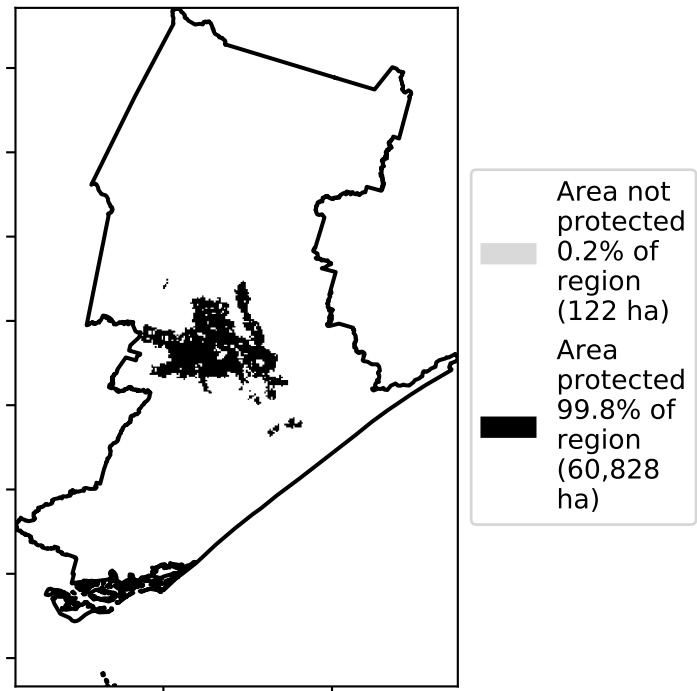 Area not
protected
0.2% of
region
(122 ha)
Area
protected
99.8% of
region
(60,828
ha)